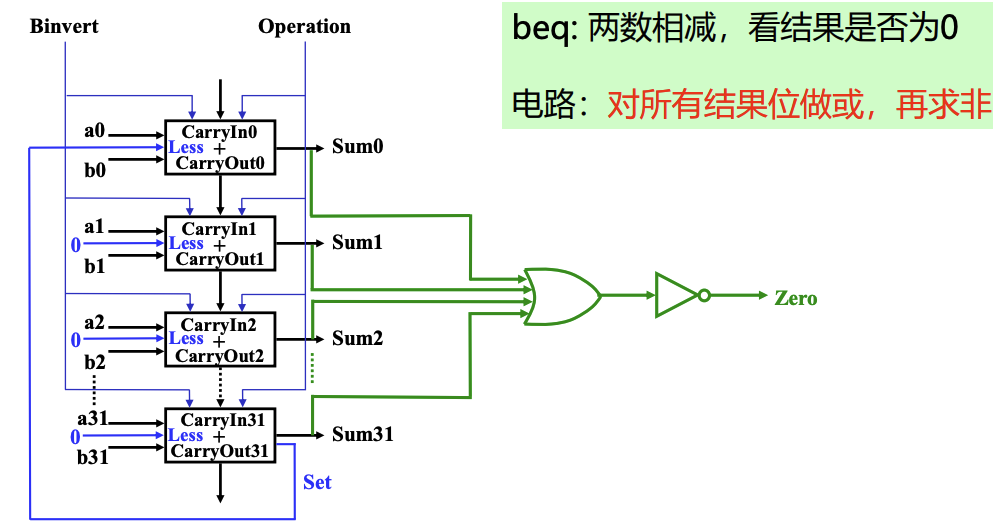 Binvert
Operation
beq: 两数相减，看结果是否为0
电路：对所有结果位做或，再求非
a0
CarryIn0
Less
+
CarryOut0
b0
Sum0
a1
CarryIn1
0
Less
+
CarryOut1
b1
Sum1
a2
CarryIn2
0
Less
+
CarryOut2
b2
Sum2
Zero
a31
CarryIn31
0
Less
+
CarryOut31
b31
Sum31
Set